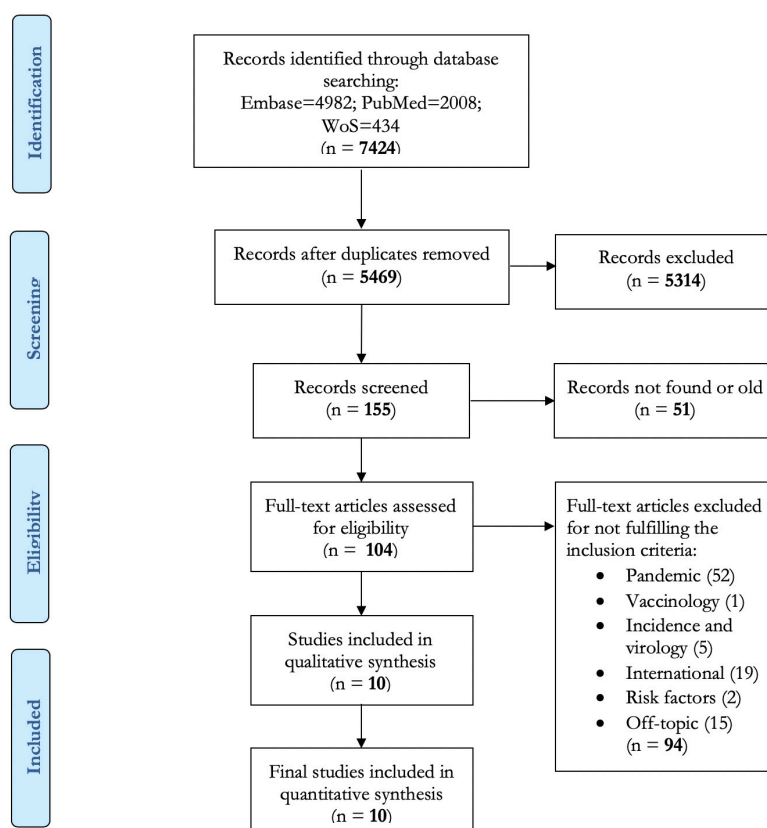 Identification
Records identified through database
searching:
Embase=4982; PubMed=2008;
WoS=434
(n = 7424)
Screening
Records after duplicates removed
(n = 5469)
Records excluded
(n = 5314)
Records screened
(n = 155)
Records not found or old
(n = 51)
Eligibility
Full-text articles assessed
for eligibility
(n = 104)
Full-text articles excluded
for not fulfilling the
inclusion criteria:
• Pandemic (52)
• Vaccinology (1)
• Incidence and
virology (5)
• International (19)
• Risk factors (2)
• Off-topic (15)
(n = 94)
Studies included in
qualitative synthesis
(n = 10)
Included
Final studies included in
quantitative synthesis
(n = 10)